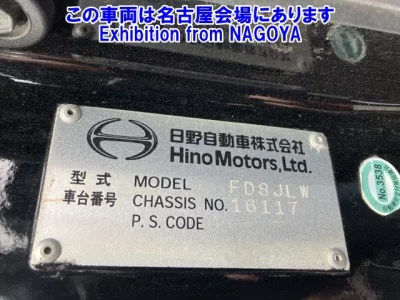 この車両は名古屋会場にあります
Exhibition from NAGOYA
日野自動車株式会社
Hino Motors, Ltd.
型式 MODEL FD8JLW
車台番号 CHASSIS NO. 16117
P. S. CODE
No.3538